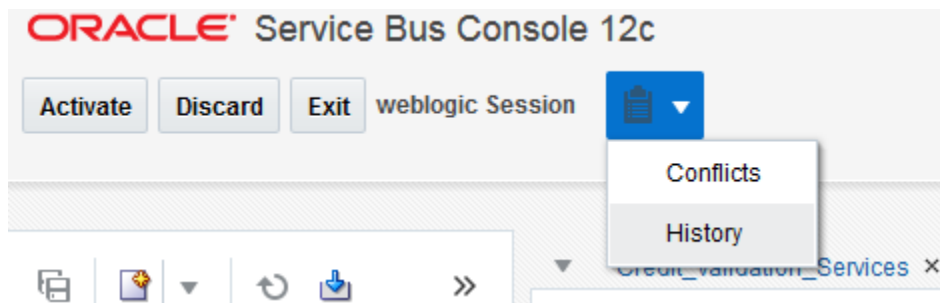 ORACLE Service Bus Console 12c
Activate Discard Exit weblogic Session
Conflicts
History
Credit_Validation_Services